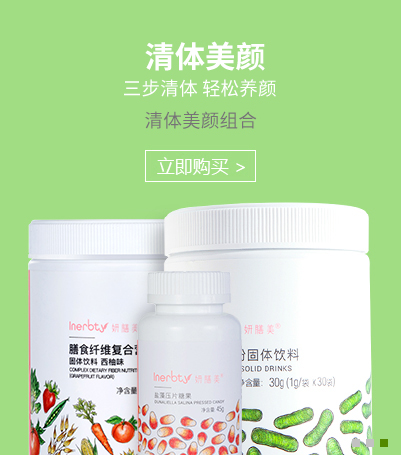 清体美颜
三步清体 轻松养颜
清体美颜组合
立即购买 >
Inerbty 妍膳美®
膳食纤维复合营
固体饮料 西柚味
COMPLEX DIETARY FIBER NUTRIT
(GRAPEFRUIT FLAVOR)
净含量
Inerbty 妍膳美®
盐藻压片糖果
DUNALIELLA SALINA PRESSED CANDY
净含量 45g
妍膳美®
固体饮料
SOLID DRINKS
量: 30g (1g/袋 x30袋)